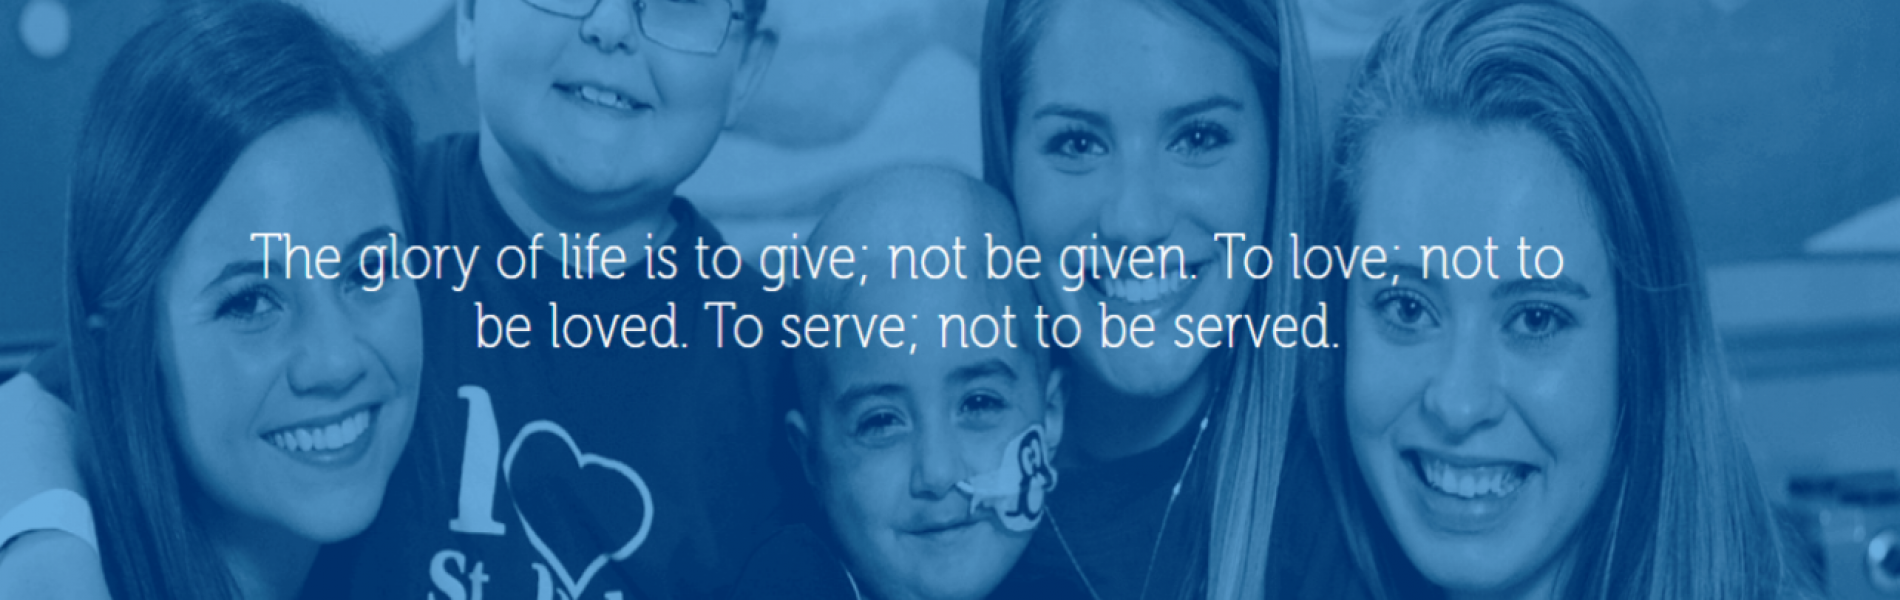 The glory of life is to give; not be given. To love; not to
be loved. To serve; not to be served.
I
St.